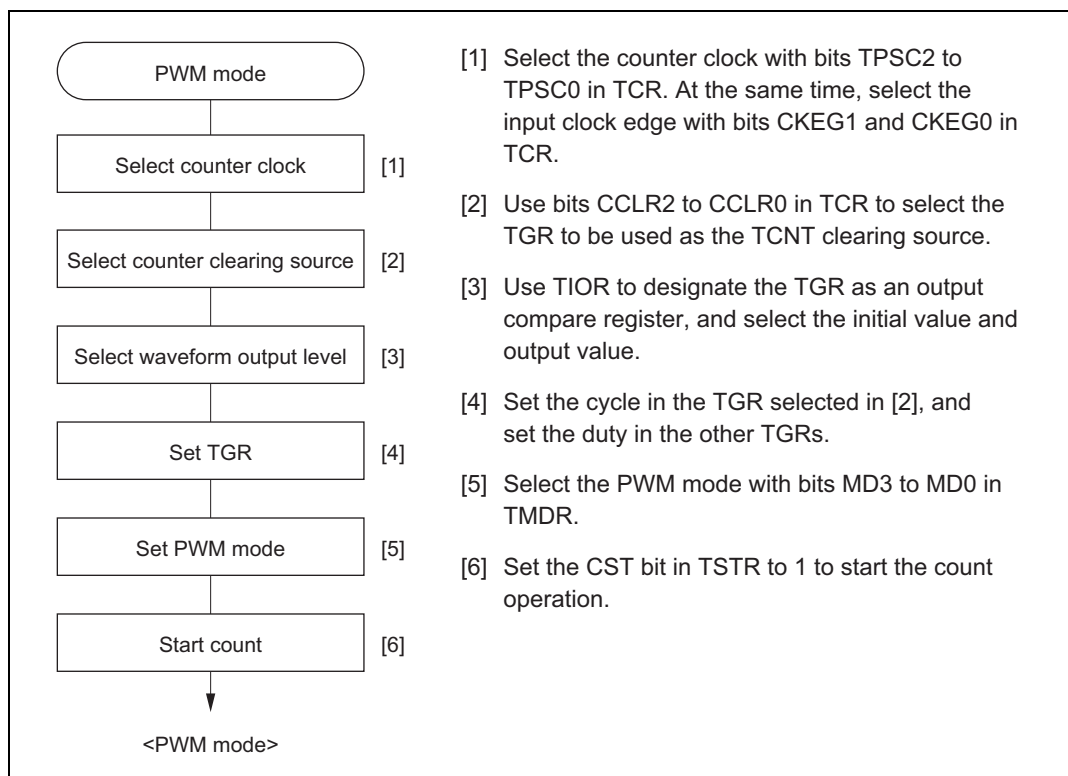 PWM mode
Select counter clock [1]
Select counter clearing source [2]
Select waveform output level [3]
Set TGR [4]
Set PWM mode [5]
Start count [6]
<PWM mode>
[1] Select the counter clock with bits TPSC2 to
TPSC0 in TCR. At the same time, select the
input clock edge with bits CKEG1 and CKEG0 in
TCR.
[2] Use bits CCLR2 to CCLR0 in TCR to select the
TGR to be used as the TCNT clearing source.
[3] Use TIOR to designate the TGR as an output
compare register, and select the initial value and
output value.
[4] Set the cycle in the TGR selected in [2], and
set the duty in the other TGRs.
[5] Select the PWM mode with bits MD3 to MD0 in
TMDR.
[6] Set the CST bit in TSTR to 1 to start the count
operation.